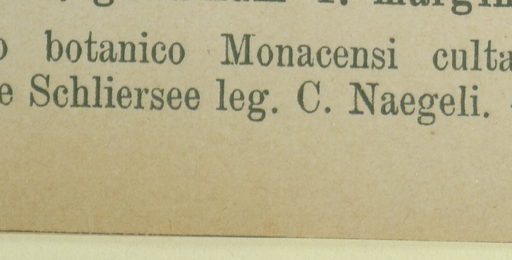 botanico Monacensi culta
e Schliersee leg. C. Naegeli.